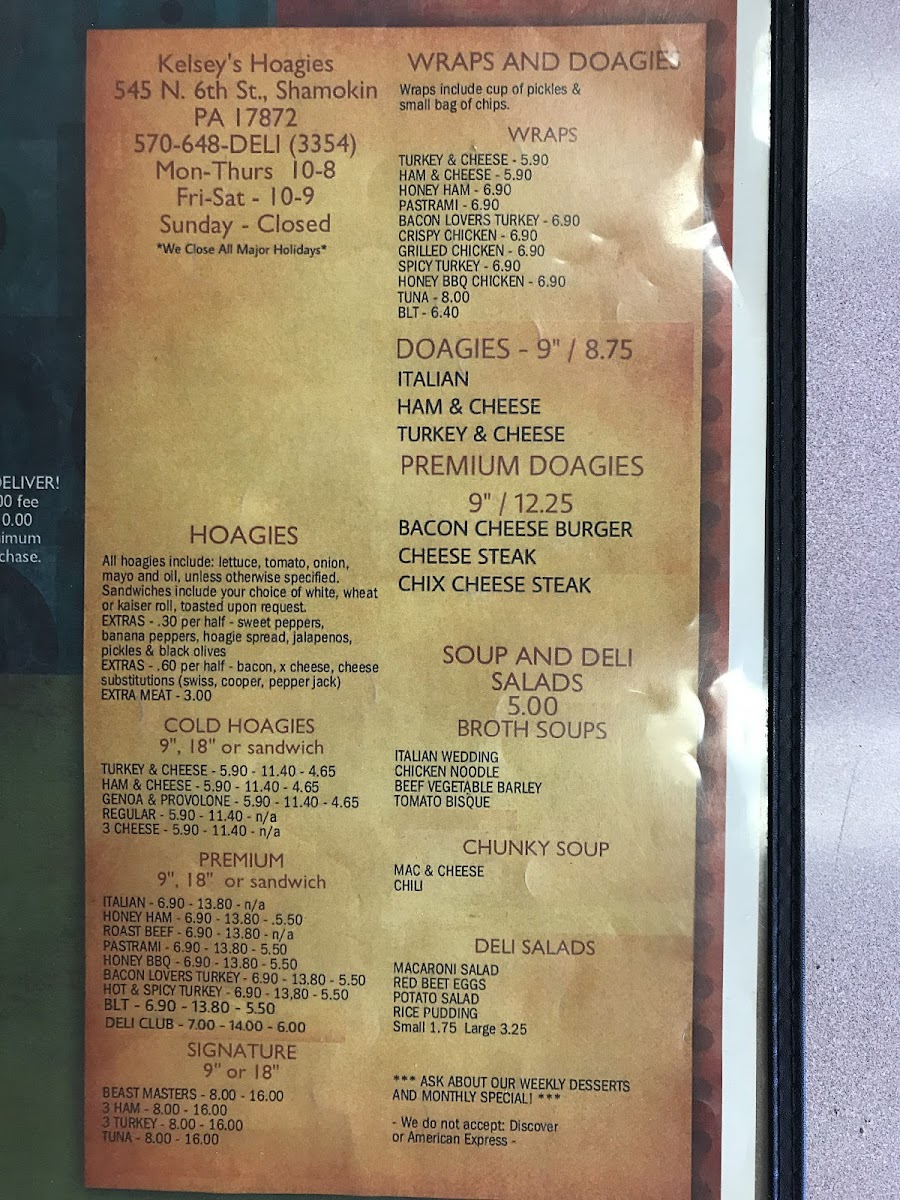 Kelsey's Hoagies
545 N. 6th St., Shamokin
PA 17872
570-648-DELI (3354)
Mon-Thurs 10-8
Fri-Sat - 10-9
Sunday - Closed
*We Close All Major Holidays*
HOAGIES
All hoagies include: lettuce, tomato, onion,
mayo and oil, unless otherwise specified.
Sandwiches include your choice of white, wheat
or kaiser roll, toasted upon request.
EXTRAS - .30 per half - sweet peppers,
banana peppers, hoagie spread, jalapenos,
pickles & black olives
EXTRAS - .60 per half - bacon, x cheese, cheese
substitutions (swiss, cooper, pepper jack)
EXTRA MEAT - 3.00
COLD HOAGIES
9", 18" or sandwich
TURKEY & CHEESE - 5.90 - 11.40 - 4.65
HAM & CHEESE - 5.90 - 11.40 - 4.65
GENOA & PROVOLONE - 5.90 - 11.40 - 4.65
REGULAR - 5.90 - 11.40 - n/a
3 CHEESE - 5.90 - 11.40 - n/a
PREMIUM
9", 18" or sandwich
ITALIAN - 6.90 - 13.80 - n/a
HONEY HAM - 6.90 - 13.80 - .5.50
ROAST BEEF - 6.90 - 13.80 - n/a
PASTRAMI - 6.90 - 13.80 - 5.50
HONEY BBQ - 6.90 - 13.80 - 5.50
BACON LOVERS TURKEY - 6.90 - 13.80 - 5.50
HOT & SPICY TURKEY - 6.90 - 13,80 - 5.50
BLT - 6.90 - 13.80 - 5.50
DELI CLUB - 7.00 - 14.00 - 6.00
SIGNATURE
9" or 18"
BEAST MASTERS - 8.00 - 16.00
3 HAM - 8.00 - 16.00
3 TURKEY - 8.00 - 16.00
TUNA - 8.00 - 16.00
WRAPS AND DOAGIES
Wraps include cup of pickles &
small bag of chips.
WRAPS
TURKEY & CHEESE - 5.90
HAM & CHEESE - 5.90
HONEY HAM - 6.90
PASTRAMI - 6.90
BACON LOVERS TURKEY - 6.90
CRISPY CHICKEN - 6.90
GRILLED CHICKEN - 6.90
SPICY TURKEY - 6.90
HONEY BBQ CHICKEN - 6.90
TUNA - 8.00
BLT - 6.40
DOAGIES - 9" / 8.75
ITALIAN
HAM & CHEESE
TURKEY & CHEESE
PREMIUM DOAGIES
9" / 12.25
BACON CHEESE BURGER
CHEESE STEAK
CHIX CHEESE STEAK
SOUP AND DELI
SALADS
5.00
BROTH SOUPS
ITALIAN WEDDING
CHICKEN NOODLE
BEEF VEGETABLE BARLEY
TOMATO BISQUE
CHUNKY SOUP
MAC & CHEESE
CHILI
DELI SALADS
MACARONI SALAD
RED BEET EGGS
POTATO SALAD
RICE PUDDING
Small 1.75 Large 3.25
*** ASK ABOUT OUR WEEKLY DESSERTS
AND MONTHLY SPECIAL! ***
- We do not accept: Discover
or American Express -
fee